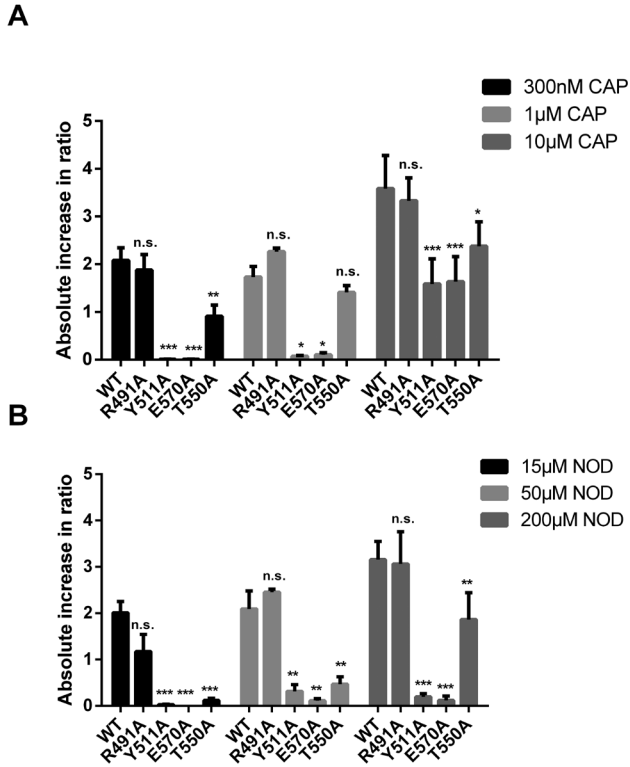 A
300nM CAP
1µM CAP
10µM CAP
Absolute increase in ratio
5
4
3
2
1
0
n.s.
***
***
**
n.s.
*
*
n.s.
n.s.
***
***
*
WT
R491A
Y511A
E570A
T550A
WT
R491A
Y511A
E570A
T550A
WT
R491A
Y511A
E570A
T550A
B
15µM NOD
50µM NOD
200µM NOD
Absolute increase in ratio
5
4
3
2
1
0
n.s.
***
***
***
n.s.
**
**
**
n.s.
***
***
**
WT
R491A
Y511A
E570A
T550A
WT
R491A
Y511A
E570A
T550A
WT
R491A
Y511A
E570A
T550A